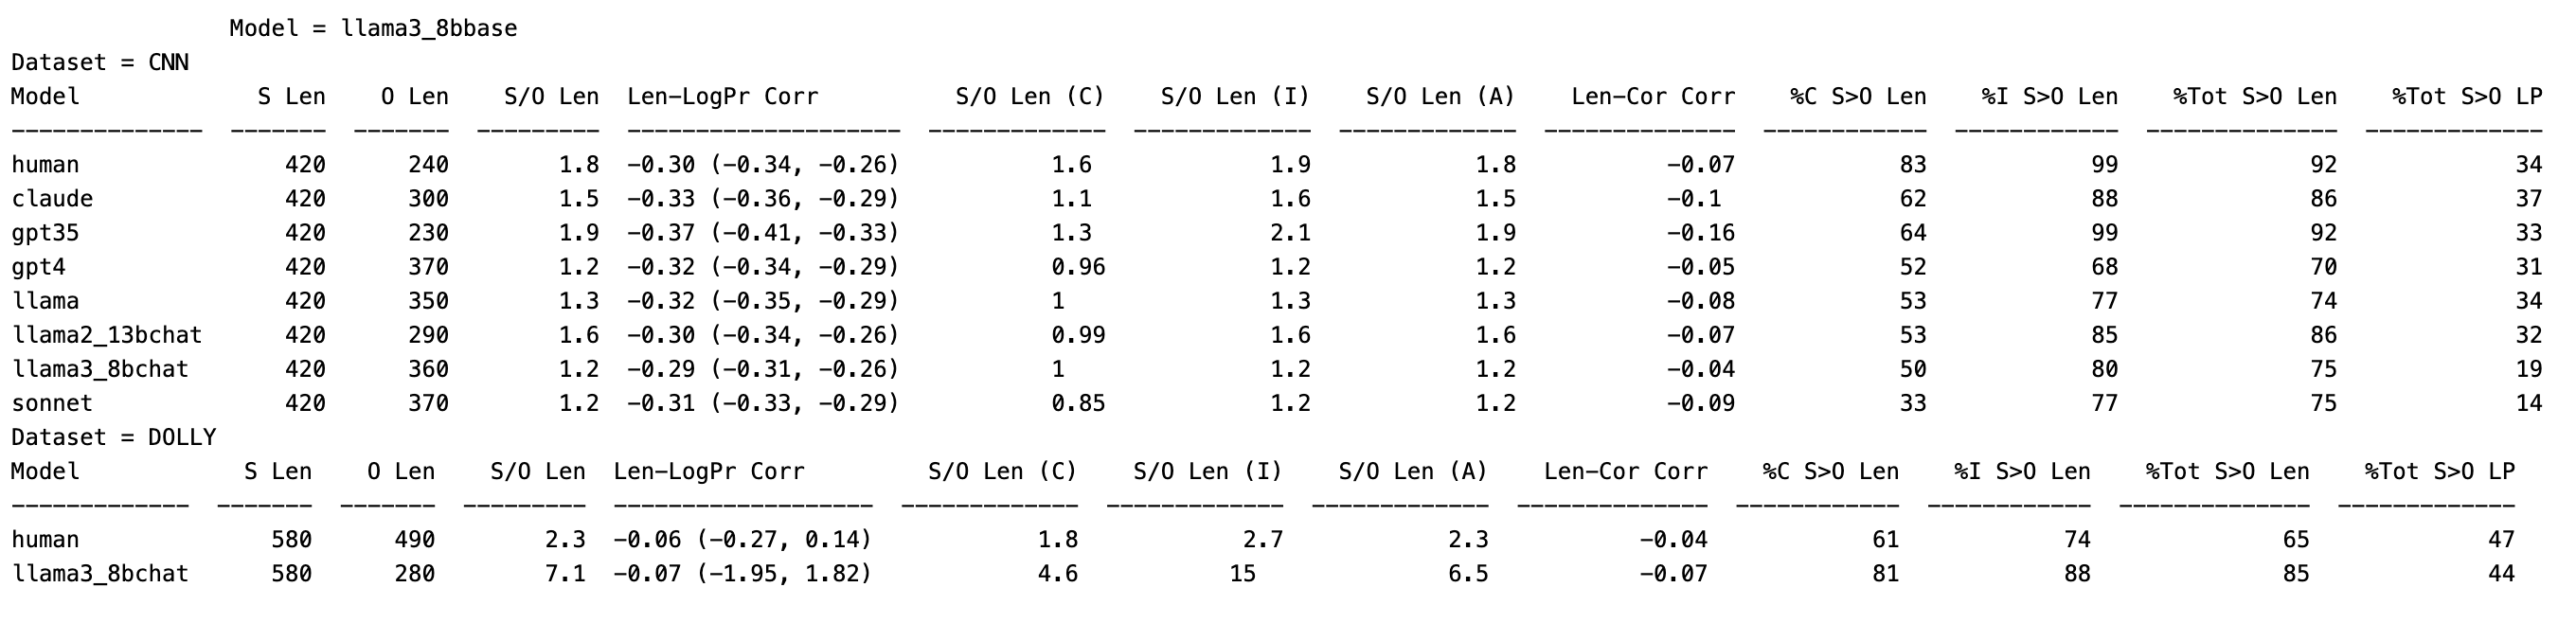 Model = llama3_8bbase
Dataset = CNN
Model S Len O Len S/O Len Len-LogPr Corr S/O Len (C) S/O Len (I) S/O Len (A) Len-Cor Corr %C S>O Len %I S>O Len %Tot S>O Len %Tot S>O LP
-------------- ------- ------- --------- -------------------- ------------- ------------- ------------- -------------- ------------ ------------ -------------- -------------
human 420 240 1.8 -0.30 (-0.34, -0.26) 1.6 1.9 1.8 -0.07 83 99 92 34
claude 420 300 1.5 -0.33 (-0.36, -0.29) 1.1 1.6 1.5 -0.1 62 88 86 37
gpt35 420 230 1.9 -0.37 (-0.41, -0.33) 1.3 2.1 1.9 -0.16 64 99 92 33
gpt4 420 370 1.2 -0.32 (-0.34, -0.29) 0.96 1.2 1.2 -0.05 52 68 70 31
llama 420 350 1.3 -0.32 (-0.35, -0.29) 1 1.3 1.3 -0.08 53 77 74 34
llama2_13bchat 420 290 1.6 -0.30 (-0.34, -0.26) 0.99 1.6 1.6 -0.07 53 85 86 32
llama3_8bchat 420 360 1.2 -0.29 (-0.31, -0.26) 1 1.2 1.2 -0.04 50 80 75 19
sonnet 420 370 1.2 -0.31 (-0.33, -0.29) 0.85 1.2 1.2 -0.09 33 77 75 14
Dataset = DOLLY
Model S Len O Len S/O Len Len-LogPr Corr S/O Len (C) S/O Len (I) S/O Len (A) Len-Cor Corr %C S>O Len %I S>O Len %Tot S>O Len %Tot S>O LP
------------- ------- ------- --------- ------------------- ------------- ------------- ------------- -------------- ------------ ------------ -------------- -------------
human 580 490 2.3 -0.06 (-0.27, 0.14) 1.8 2.7 2.3 -0.04 61 74 65 47
llama3_8bchat 580 280 7.1 -0.07 (-1.95, 1.82) 4.6 15 6.5 -0.07 81 88 85 44